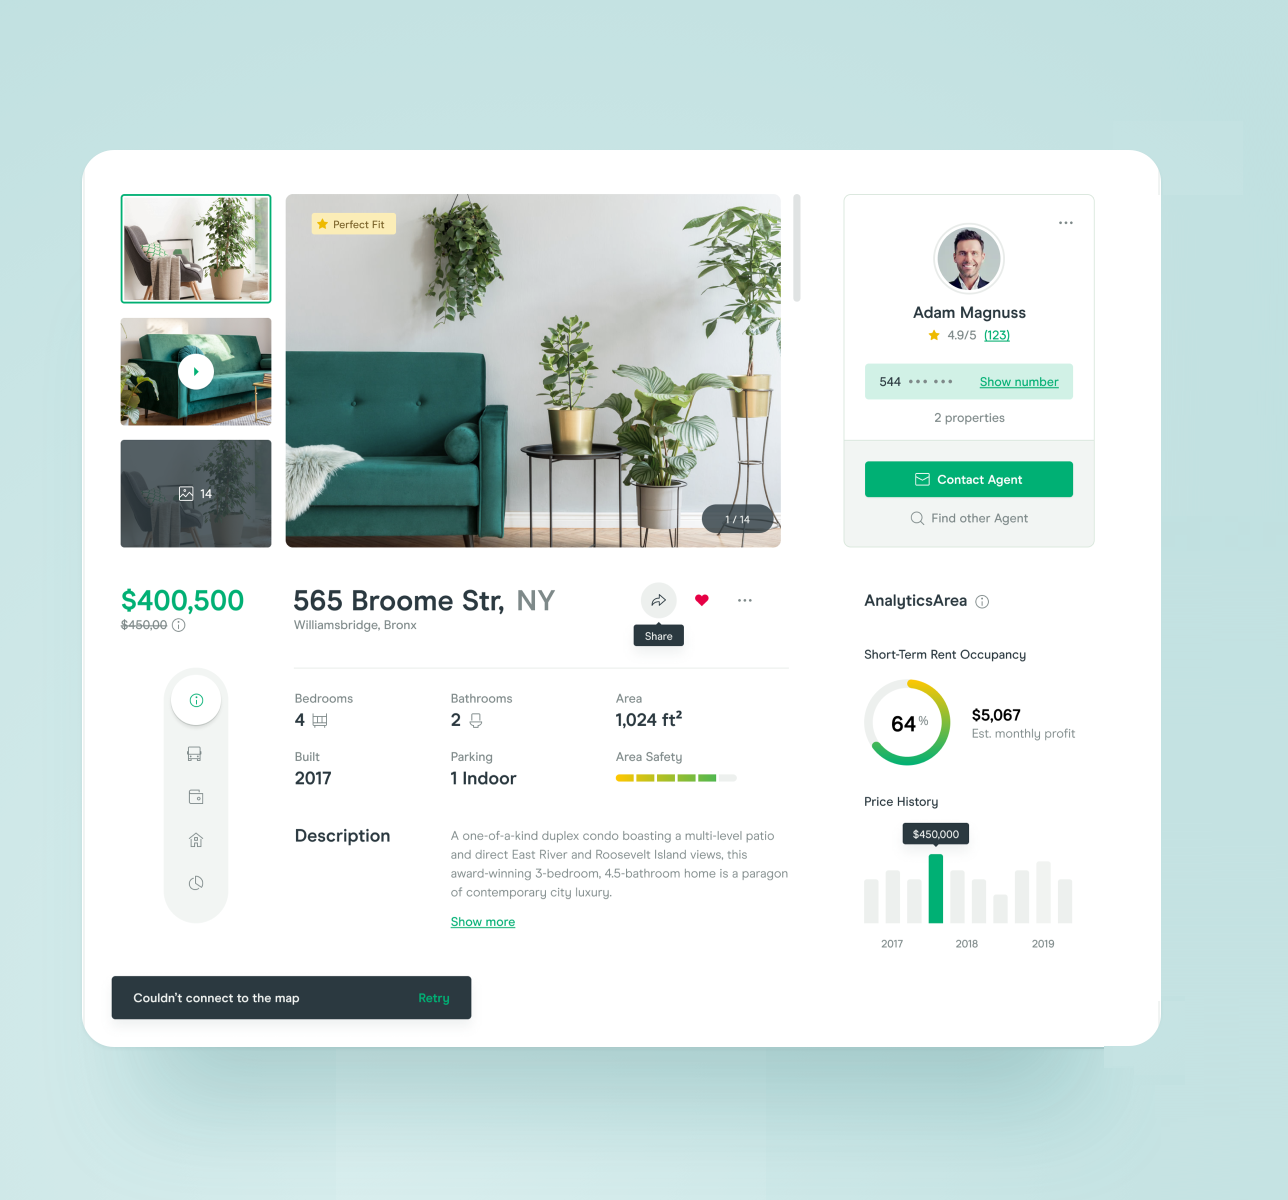 Perfect Fit
14
1 / 14
Adam Magnuss
4.9/5 (123)
544 ••• ••• Show number
2 properties
Contact Agent
Find other Agent
$400,500
$450,00
565 Broome Str, NY
Williamsbridge, Bronx
Share
Bedrooms
4
Bathrooms
2
Area
1,024 ft²
Built
2017
Parking
1 Indoor
Area Safety
Description
A one-of-a-kind duplex condo boasting a multi-level patio
and direct East River and Roosevelt Island views, this
award-winning 3-bedroom, 4.5-bathroom home is a paragon
of contemporary city luxury.
Show more
AnalyticsArea
Short-Term Rent Occupancy
64%
$5,067
Est. monthly profit
Price History
$450,000
2017 2018 2019
Couldn't connect to the map Retry